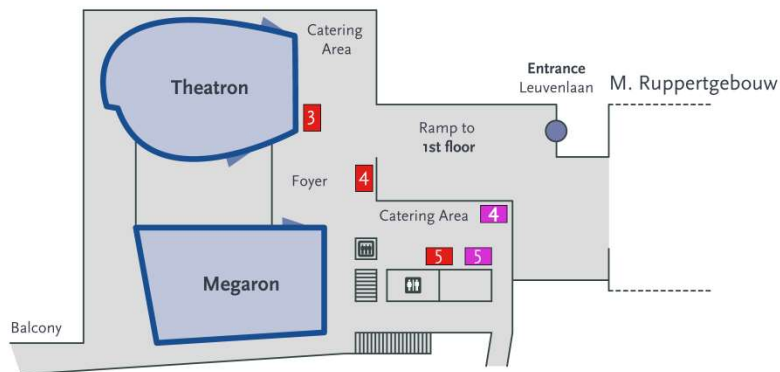 Catering
Area
Theatron
3
Entrance
Leuvenlaan
M. Ruppertgebouw
Ramp to
1st floor
Foyer
4
Catering Area
4
5
5
Megaron
Balcony